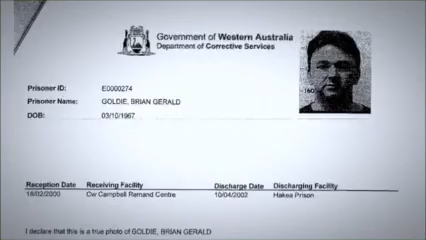 Government of Western Australia
Department of Corrective Services
160
Prisoner ID: E0000274
Prisoner Name: GOLDIE, BRIAN GERALD
DOB: 03/10/1967
Reception Date Receiving Facility Discharge Date Discharging Facility
18/02/2000 Cw Campbell Remand Centre 10/04/2002 Hakea Prison
I declare that this is a true photo of GOLDIE, BRIAN GERALD